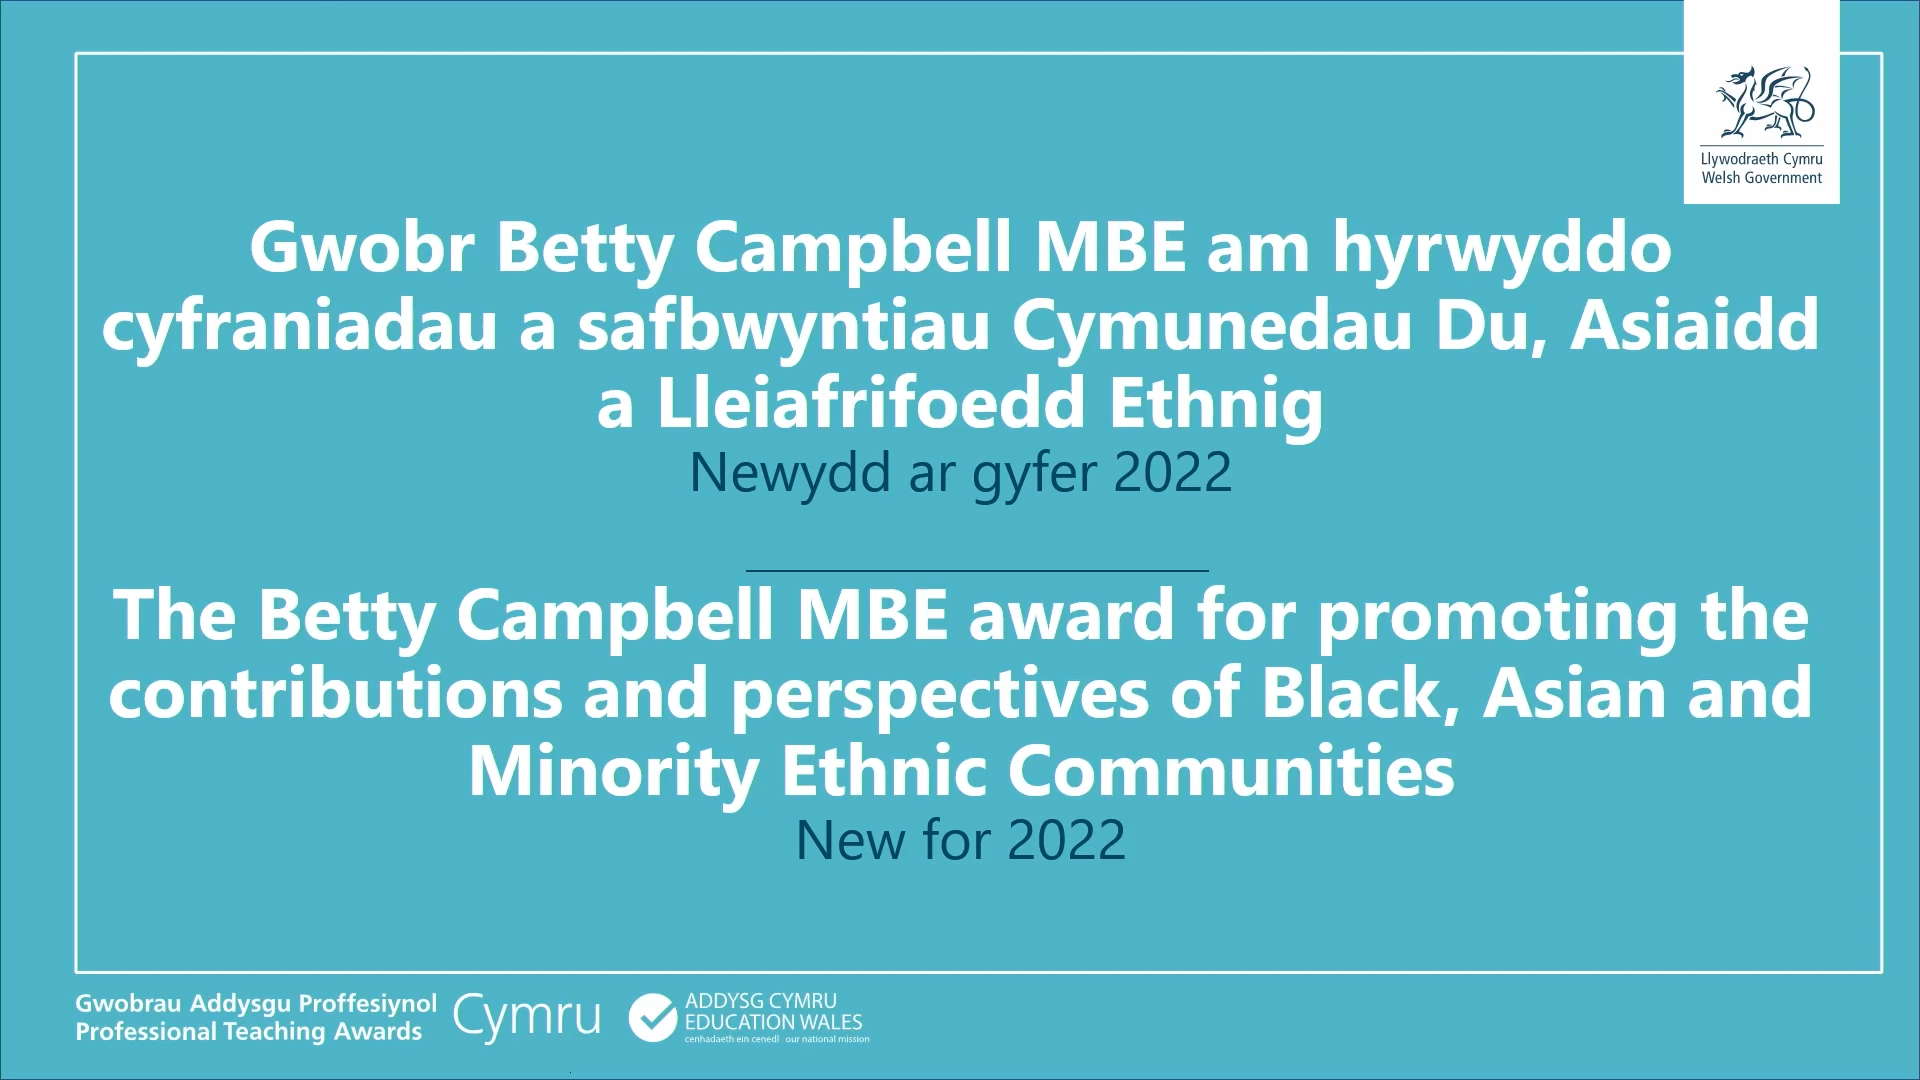 Llywodraeth Cymru
Welsh Government
Gwobr Betty Campbell MBE am hyrwyddo
cyfraniadau a safbwyntiau Cymunedau Du, Asiaidd
a Lleiafrifoedd Ethnig
Newydd ar gyfer 2022
The Betty Campbell MBE award for promoting the
contributions and perspectives of Black, Asian and
Minority Ethnic Communities
New for 2022
Gwobrau Addysgu Proffesiynol
Professional Teaching Awards
Cymru
ADDYSG CYMRU
EDUCATION WALES
cenhadaeth ein cenedl our national mission